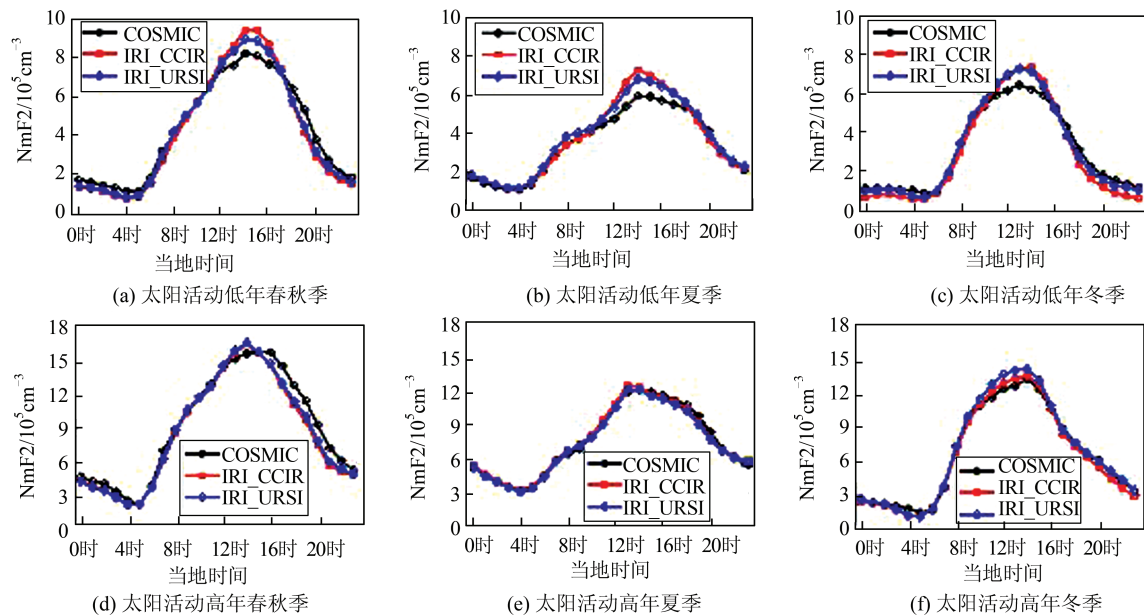 NmF2/10⁵cm⁻³
10
8
6
4
2
0
COSMIC
IRI_CCIR
IRI_URSI
0时 4时 8时 12时 16时 20时
当地时间
(a) 太阳活动低年春秋季
NmF2/10⁵cm⁻³
10
8
6
4
2
0
COSMIC
IRI_CCIR
IRI_URSI
0时 4时 8时 12时 16时 20时
当地时间
(b) 太阳活动低年夏季
NmF2/10⁵cm⁻³
10
8
6
4
2
0
COSMIC
IRI_CCIR
IRI_URSI
0时 4时 8时 12时 16时 20时
当地时间
(c) 太阳活动低年冬季
NmF2/10⁵cm⁻³
18
15
12
9
6
3
0
COSMIC
IRI_CCIR
IRI_URSI
0时 4时 8时 12时 16时 20时
当地时间
(d) 太阳活动高年春秋季
NmF2/10⁵cm⁻³
18
15
12
9
6
3
0
COSMIC
IRI_CCIR
IRI_URSI
0时 4时 8时 12时 16时 20时
当地时间
(e) 太阳活动高年夏季
NmF2/10⁵cm⁻³
18
15
12
9
6
3
0
COSMIC
IRI_CCIR
IRI_URSI
0时 4时 8时 12时 16时 20时
当地时间
(f) 太阳活动高年冬季